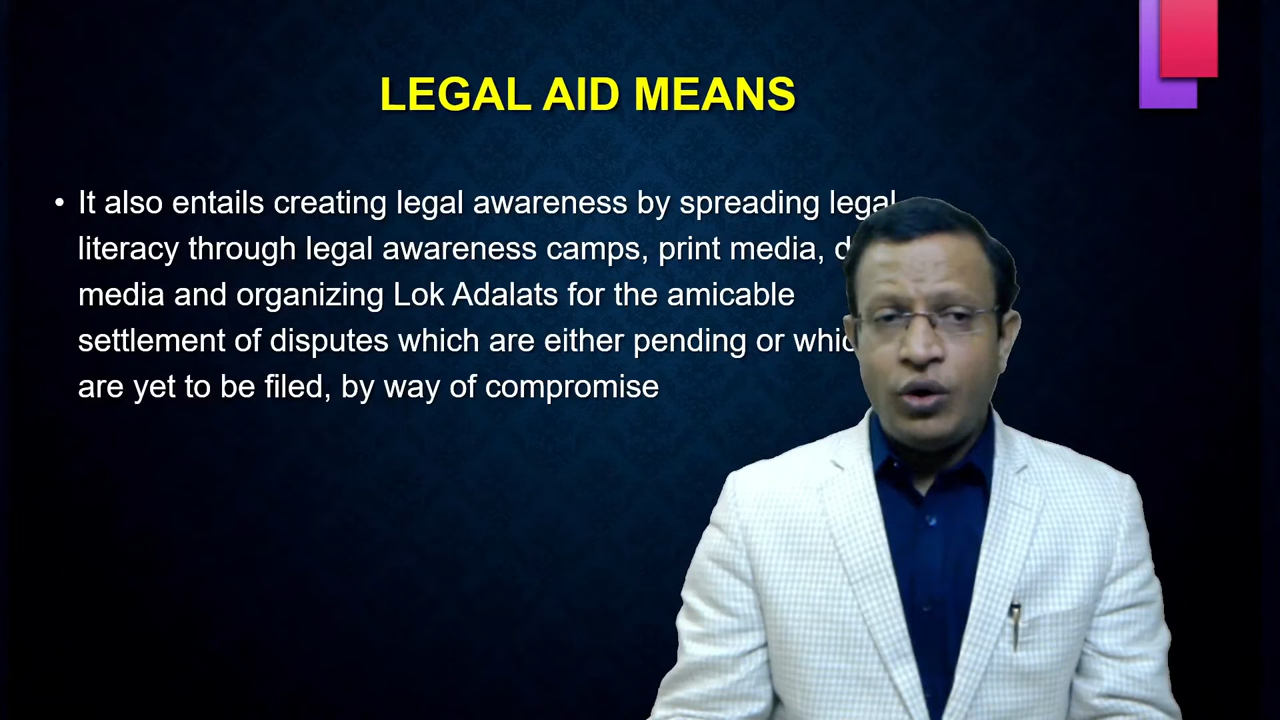 LEGAL AID MEANS
• It also entails creating legal awareness by spreading legal
literacy through legal awareness camps, print media,
media and organizing Lok Adalats for the amicable
settlement of disputes which are either pending or
are yet to be filed, by way of compromise